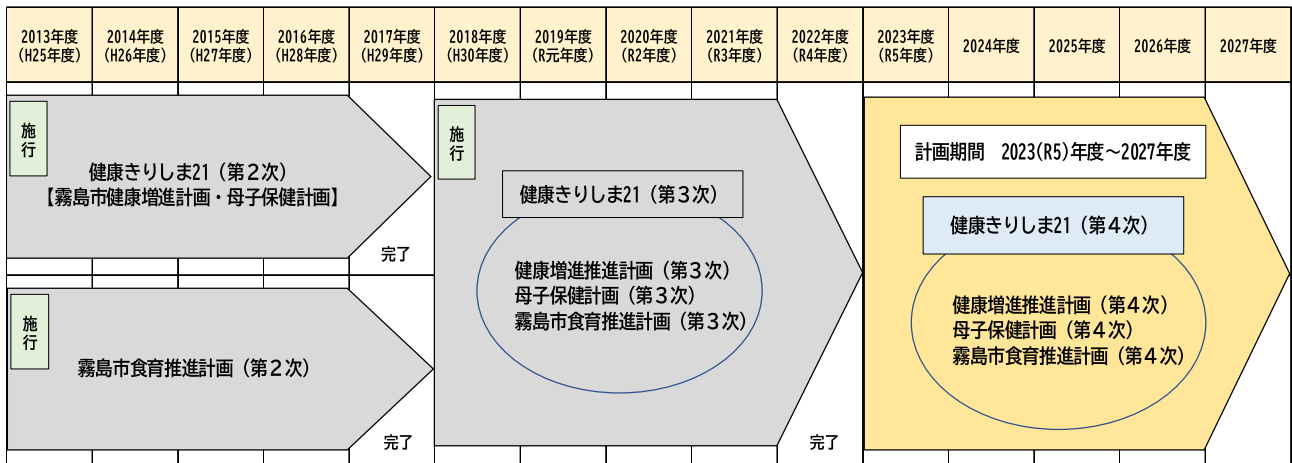 2013年度
(H25年度)
2014年度
(H26年度)
2015年度
(H27年度)
2016年度
(H28年度)
2017年度
(H29年度)
2018年度
(H30年度)
2019年度
(R元年度)
2020年度
(R2年度)
2021年度
(R3年度)
2022年度
(R4年度)
2023年度
(R5年度)
2024年度
2025年度
2026年度
2027年度
施行
健康きりしま21（第２次）
【霧島市健康増進計画・母子保健計画】
完了
施行
霧島市食育推進計画（第２次）
完了
施行
健康きりしま21（第３次）
健康増進推進計画（第３次）
母子保健計画（第３次）
霧島市食育推進計画（第３次）
完了
計画期間　2023(R5)年度～2027年度
健康きりしま21（第４次）
健康増進推進計画（第４次）
母子保健計画（第４次）
霧島市食育推進計画（第４次）